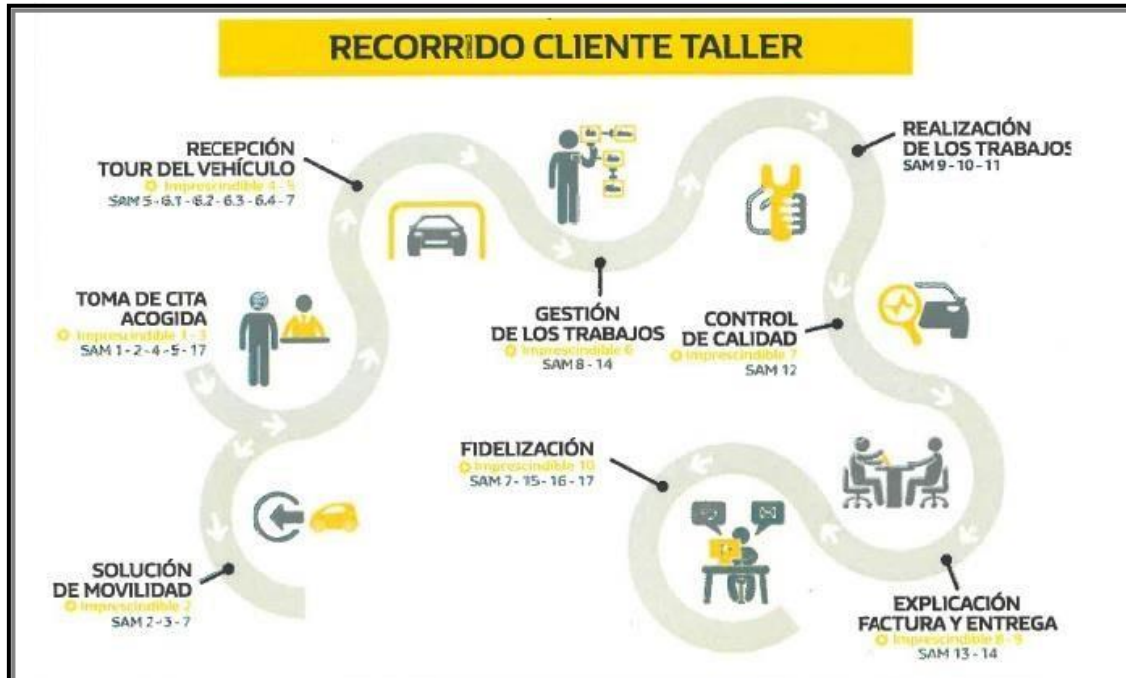 RECORRIDO CLIENTE TALLER
RECEPCIÓN
TOUR DEL VEHÍCULO
Imprescindible 4 - 5
SAM 5 - 6.1 - 6.2 - 6.3 - 6.4 - 7
REALIZACIÓN
DE LOS TRABAJOS
SAM 9 - 10 - 11
TOMA DE CITA
ACOGIDA
Imprescindible 1 - 3
SAM 1 - 2 - 4 - 5 - 17
GESTIÓN
DE LOS TRABAJOS
Imprescindible 6
SAM 8 - 14
CONTROL
DE CALIDAD
Imprescindible 7
SAM 12
FIDELIZACIÓN
Imprescindible 10
SAM 7 - 15 - 16 - 17
SOLUCIÓN
DE MOVILIDAD
Imprescindible 2
SAM 2 - 3 - 7
EXPLICACIÓN
FACTURA Y ENTREGA
Imprescindible 8 - 9
SAM 13 - 14